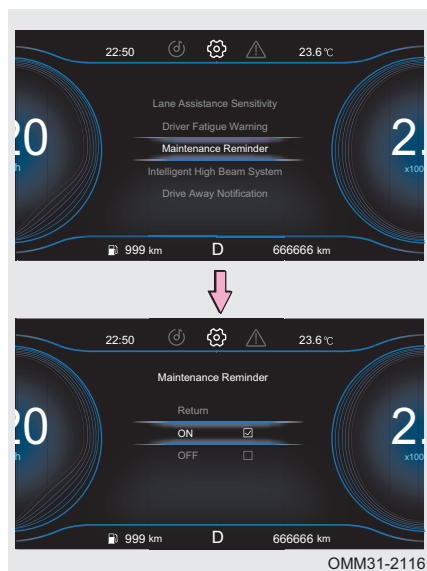 22:50 23.6 ℃
Lane Assistance Sensitivity
Driver Fatigue Warning
20 Maintenance Reminder 2.
h x100
Intelligent High Beam System
Drive Away Notification
999 km D 666666 km
22:50 23.6 ℃
Maintenance Reminder
Return
20 ON ☑ 2.
h OFF ☐ x100
999 km D 666666 km
OMM31-2116